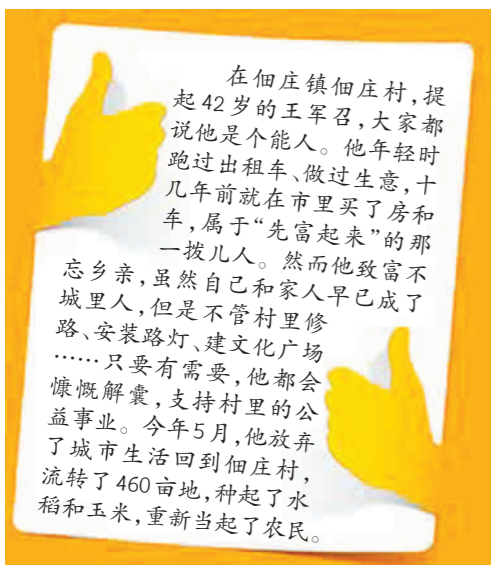 在佃庄镇佃庄村,提
起42岁的王军召,大家都
说他是个能人。他年轻时
跑过出租车、做过生意,十
几年前就在市里买了房和
车,属于“先富起来”的那
一拨儿人。然而他致富不
忘乡亲,虽然自己和家人早已成了
城里人,但是不管村里修
路、安装路灯、建文化广场
……只要有需要,他都会
慷慨解囊,支持村里的公
益事业。今年5月,他放弃
了城市生活回到佃庄村,
流转了460亩地,种起了水
稻和玉米,重新当起了农民。